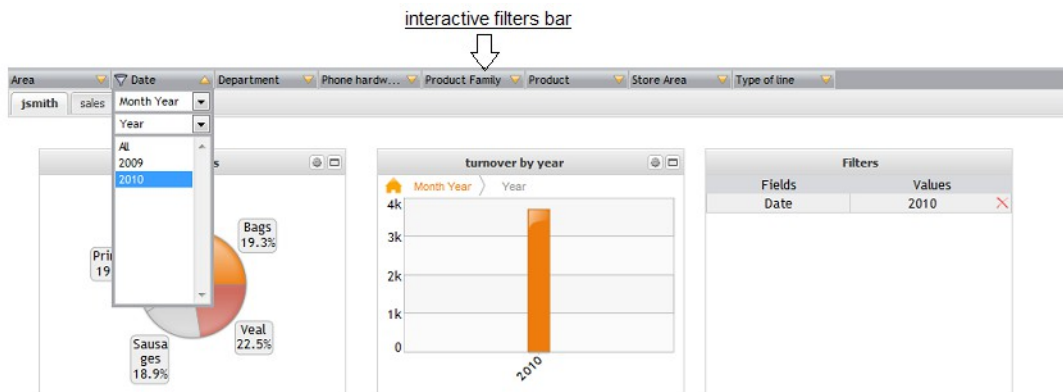 interactive filters bar
Area Date Department Phone hardw... Product Family Product Store Area Type of line
jsmith sales Month Year
Year
All
2009
2010
s
turnover by year
Filters
Month Year Year
Fields Values
Date 2010
4k
3k
2k
1k
0
2010
Bags
19.3%
Veal
22.5%
Sausa
ges
18.9%